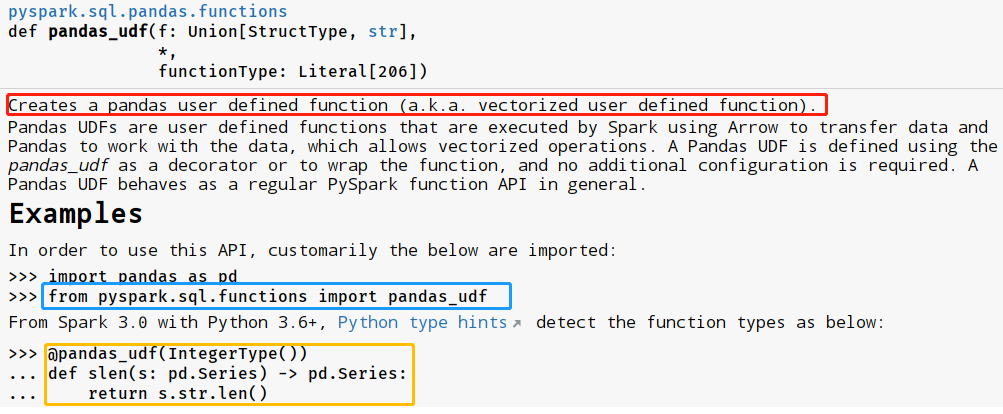 pyspark.sql.pandas.functions
def pandas_udf(f: Union[StructType, str],
*,
functionType: Literal[206])
Creates a pandas user defined function (a.k.a. vectorized user defined function).
Pandas UDFs are user defined functions that are executed by Spark using Arrow to transfer data and
Pandas to work with the data, which allows vectorized operations. A Pandas UDF is defined using the
pandas_udf as a decorator or to wrap the function, and no additional configuration is required. A
Pandas UDF behaves as a regular PySpark function API in general.
Examples
In order to use this API, customarily the below are imported:
>>> import pandas as pd
>>> from pyspark.sql.functions import pandas_udf
From Spark 3.0 with Python 3.6+, Python type hints↗ detect the function types as below:
>>> @pandas_udf(IntegerType())
... def slen(s: pd.Series) -> pd.Series:
...     return s.str.len()